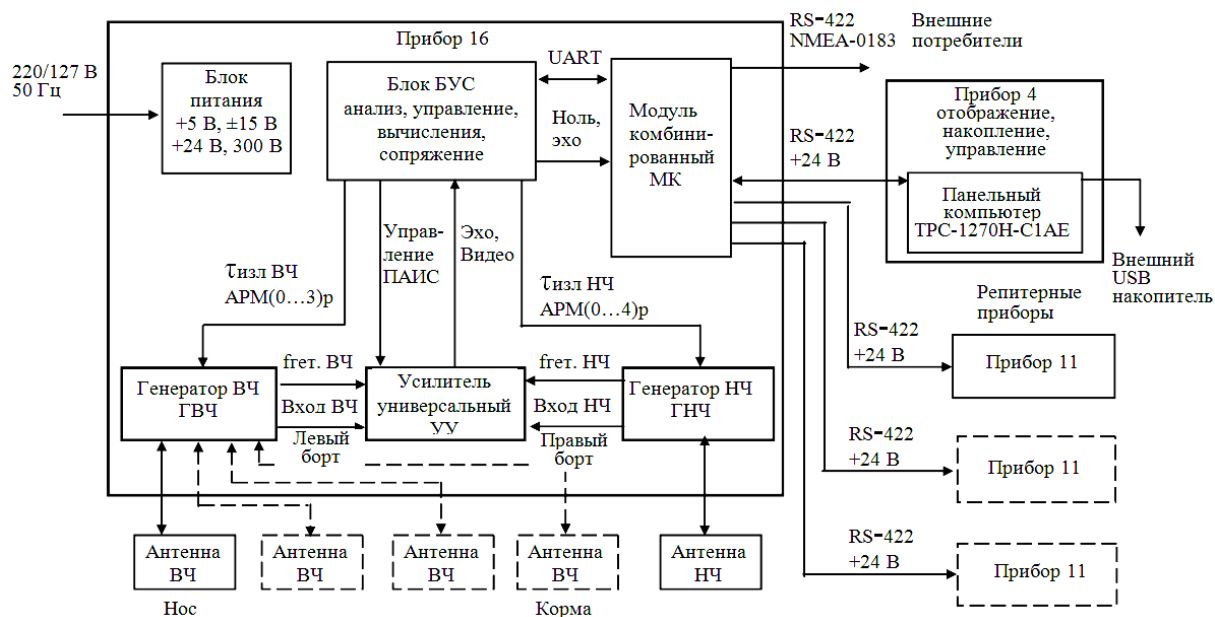 Прибор 16
220/127 В
50 Гц
Блок
питания
+5 В, ±15 В
+24 В, 300 В
Блок БУС
анализ, управление,
вычисления,
сопряжение
UART
Ноль,
эхо
Модуль
комбини-
рованный
МК
RS-422
NMEA-0183
Внешние
потребители
RS-422
+24 В
Прибор 4
отображение,
накопление,
управление
Панельный
компьютер
TPC-1270H-C1AE
Внешний
USB
накопитель
Управ-
ление
ПАИС
Эхо,
Видео
τизл ВЧ
АРМ(0...3)р
τизл НЧ
АРМ(0...4)р
Репитерные
приборы
RS-422
+24 В
Прибор 11
Генератор ВЧ
ГВЧ
fгет. ВЧ
Вход ВЧ
Левый
борт
Усилитель
универсальный
УУ
fгет. НЧ
Вход НЧ
Правый
борт
Генератор НЧ
ГНЧ
RS-422
+24 В
Прибор 11
RS-422
+24 В
Прибор 11
Антенна
ВЧ
Антенна
ВЧ
Антенна
ВЧ
Антенна
ВЧ
Антенна
НЧ
Нос
Корма